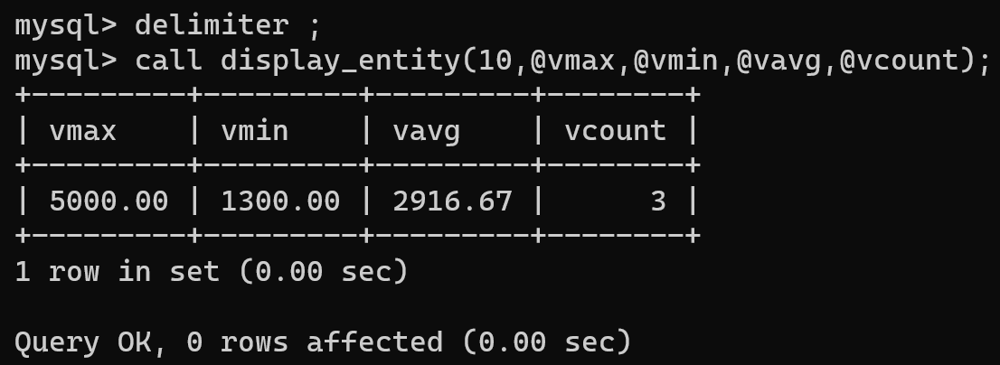 mysql> delimiter ;
mysql> call display_entity(10,@vmax,@vmin,@vavg,@vcount);
+---------+---------+---------+--------+
| vmax    | vmin    | vavg    | vcount |
+---------+---------+---------+--------+
| 5000.00 | 1300.00 | 2916.67 |      3 |
+---------+---------+---------+--------+
1 row in set (0.00 sec)

Query OK, 0 rows affected (0.00 sec)